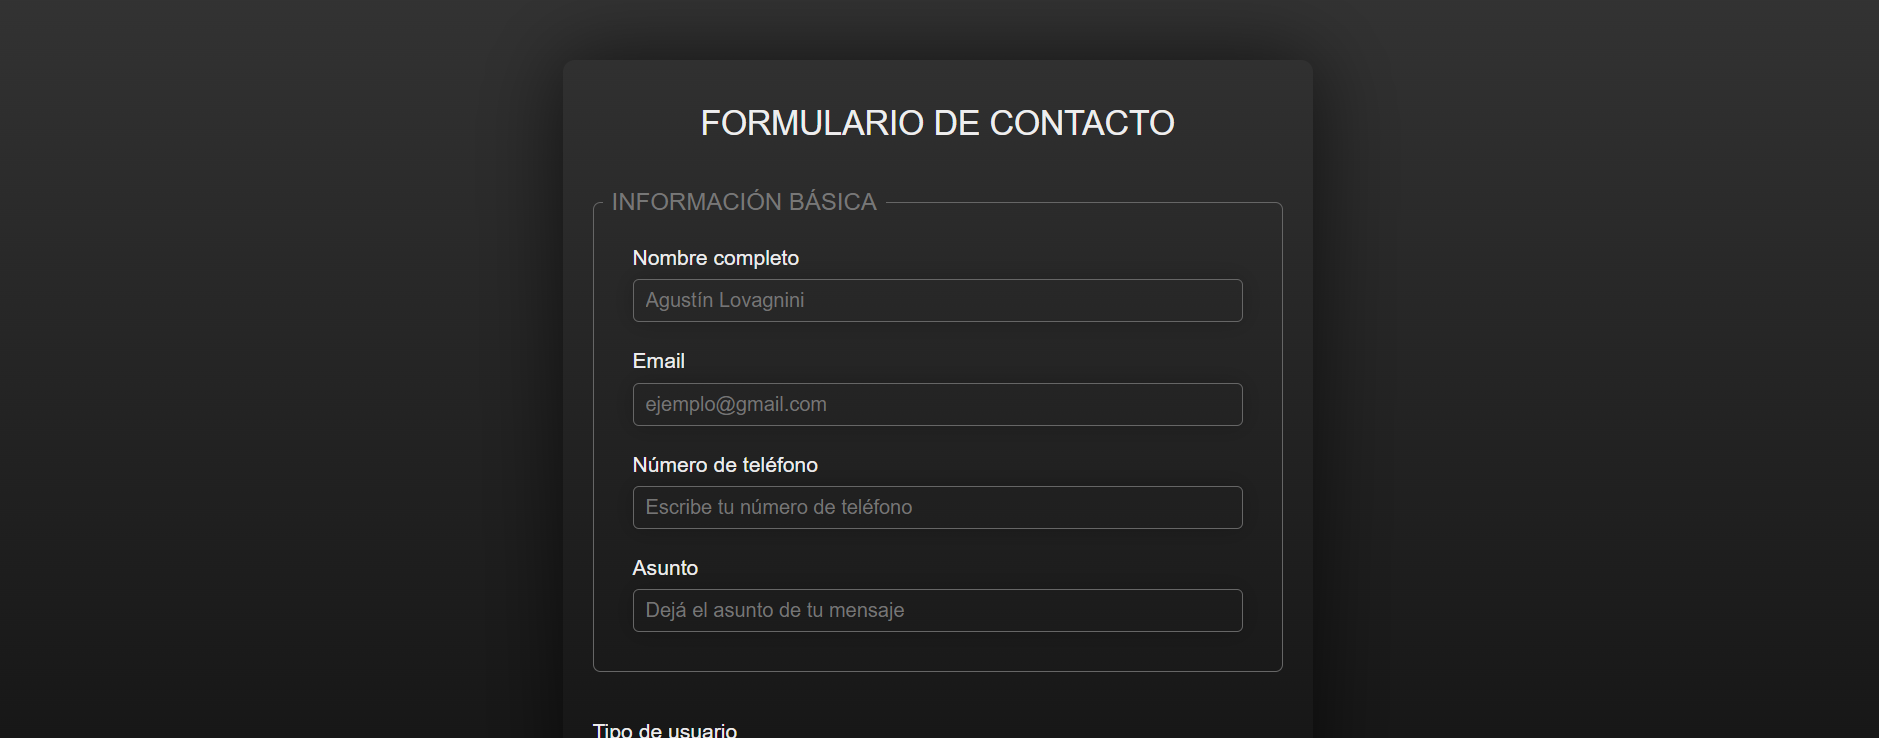 FORMULARIO DE CONTACTO
INFORMACIÓN BÁSICA
Nombre completo
Agustín Lovagnini
Email
ejemplo@gmail.com
Número de teléfono
Escribe tu número de teléfono
Asunto
Dejá el asunto de tu mensaje
Tipo de usuario